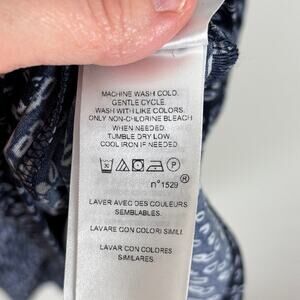 MACHINE WASH COLD.
GENTLE CYCLE.
WASH WITH LIKE COLORS.
ONLY NON-CHLORINE BLEACH
WHEN NEEDED.
TUMBLE DRY LOW.
COOL IRON IF NEEDED.
P
n°1529 ®
LAVER AVEC DES COULEURS
SEMBLABLES.
LAVARE CON COLORI SIMILI.
LAVAR CON COLORES
SIMILARES.